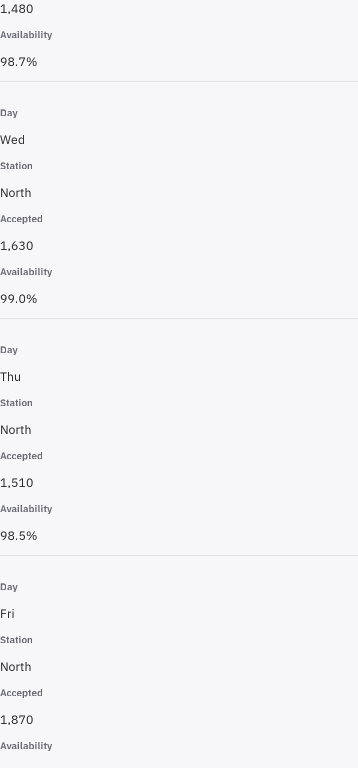 1,480
Availability
98.7%
Day
Wed
Station
North
Accepted
1,630
Availability
99.0%
Day
Thu
Station
North
Accepted
1,510
Availability
98.5%
Day
Fri
Station
North
Accepted
1,870
Availability